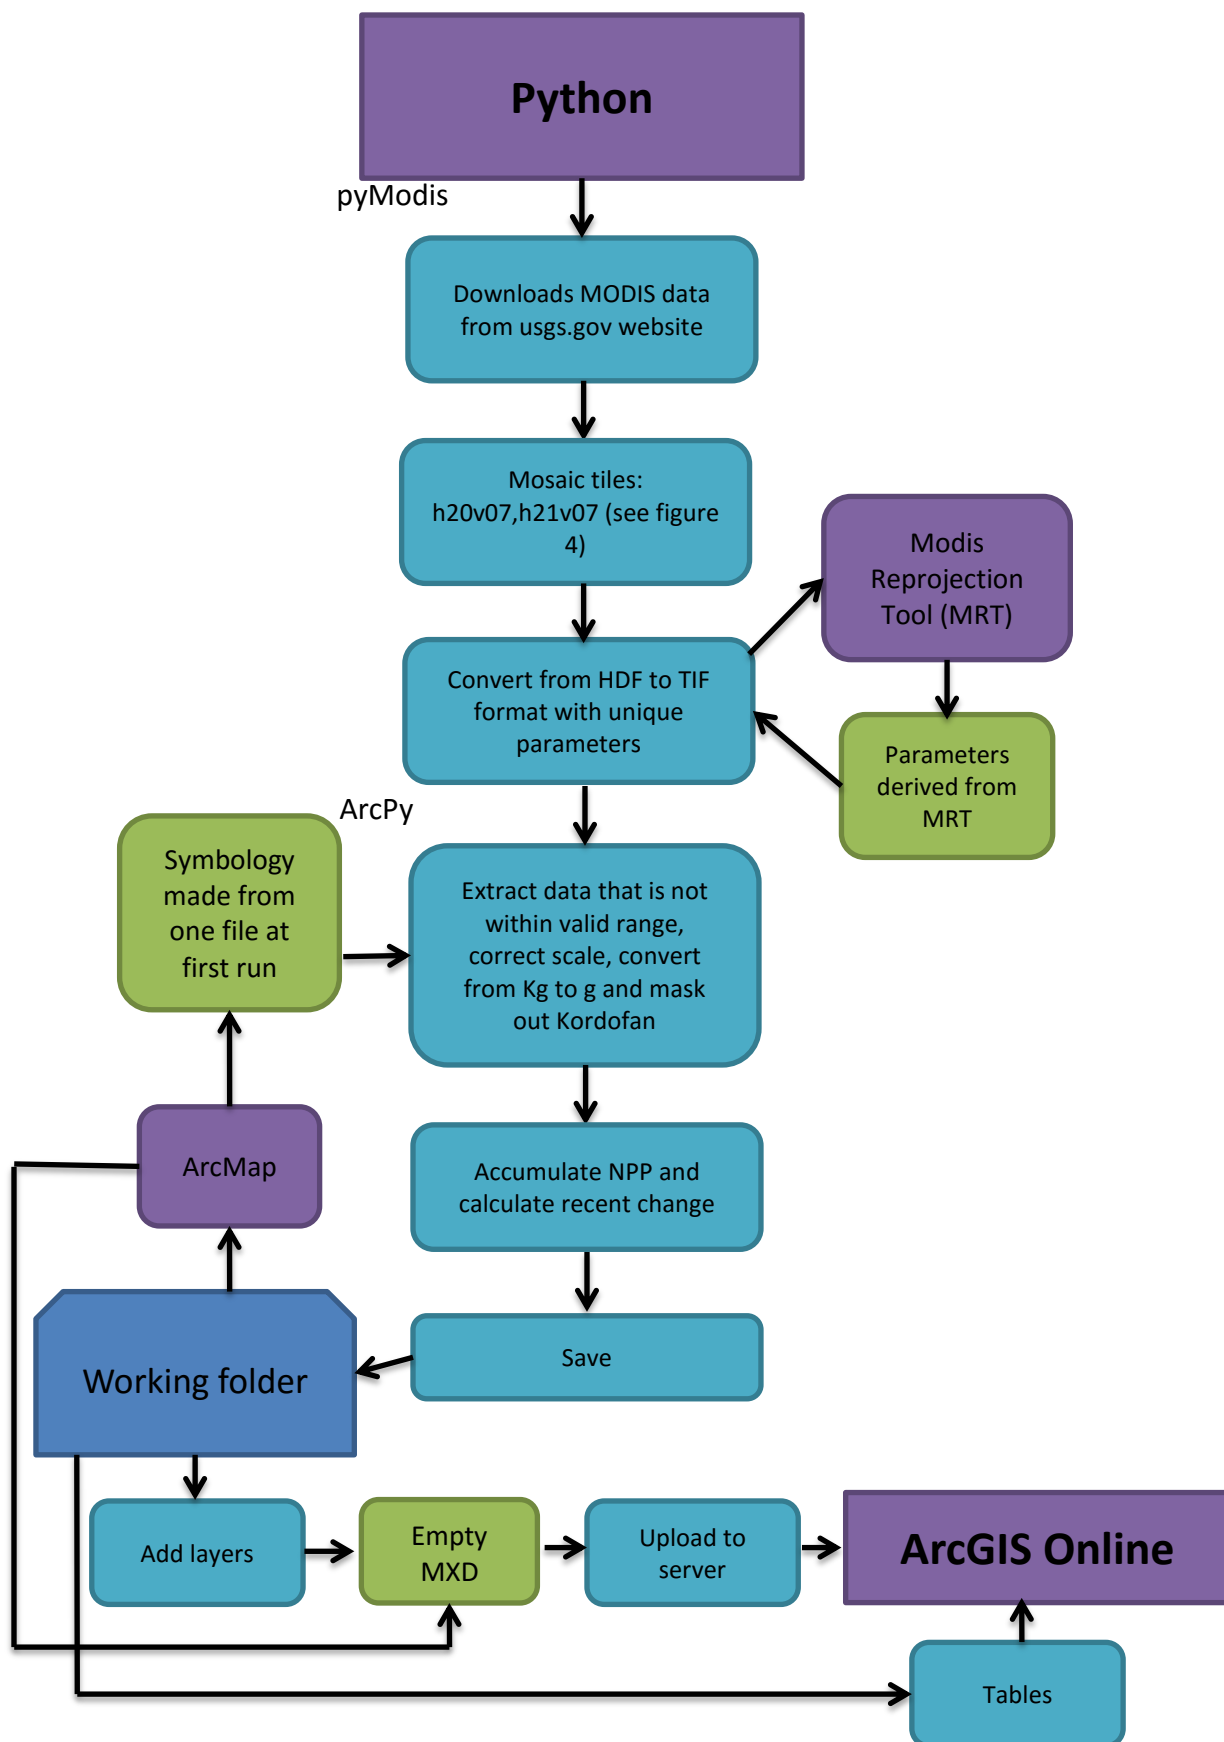 Python
pyModis
Downloads MODIS data
from usgs.gov website
Mosaic tiles:
h20v07,h21v07 (see figure
4)
Modis
Reprojection
Tool (MRT)
Convert from HDF to TIF
format with unique
parameters
Parameters
derived from
MRT
ArcPy
Symbology
made from
one file at
first run
Extract data that is not
within valid range,
correct scale, convert
from Kg to g and mask
out Kordofan
ArcMap
Accumulate NPP and
calculate recent change
Working folder
Save
Add layers
Empty
MXD
Upload to
server
ArcGIS Online
Tables